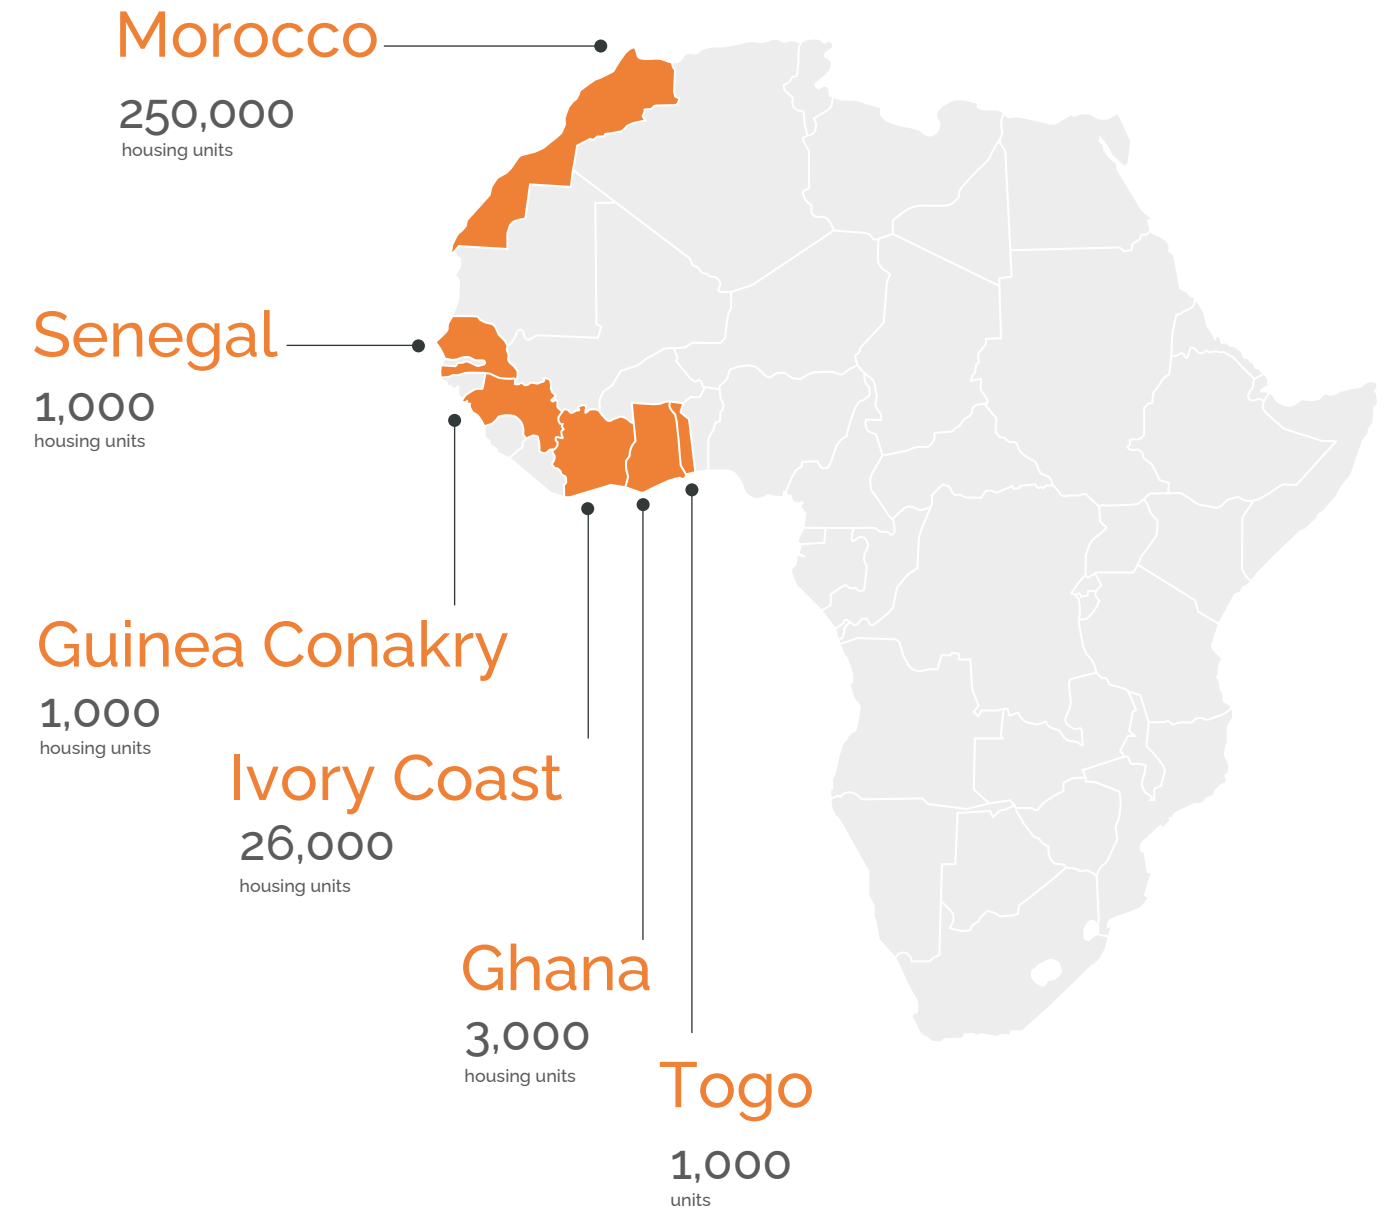 Morocco
250,000
housing units
Senegal
1,000
housing units
Guinea Conakry
1,000
housing units
Ivory Coast
26,000
housing units
Ghana
3,000
housing units
Togo
1,000
units